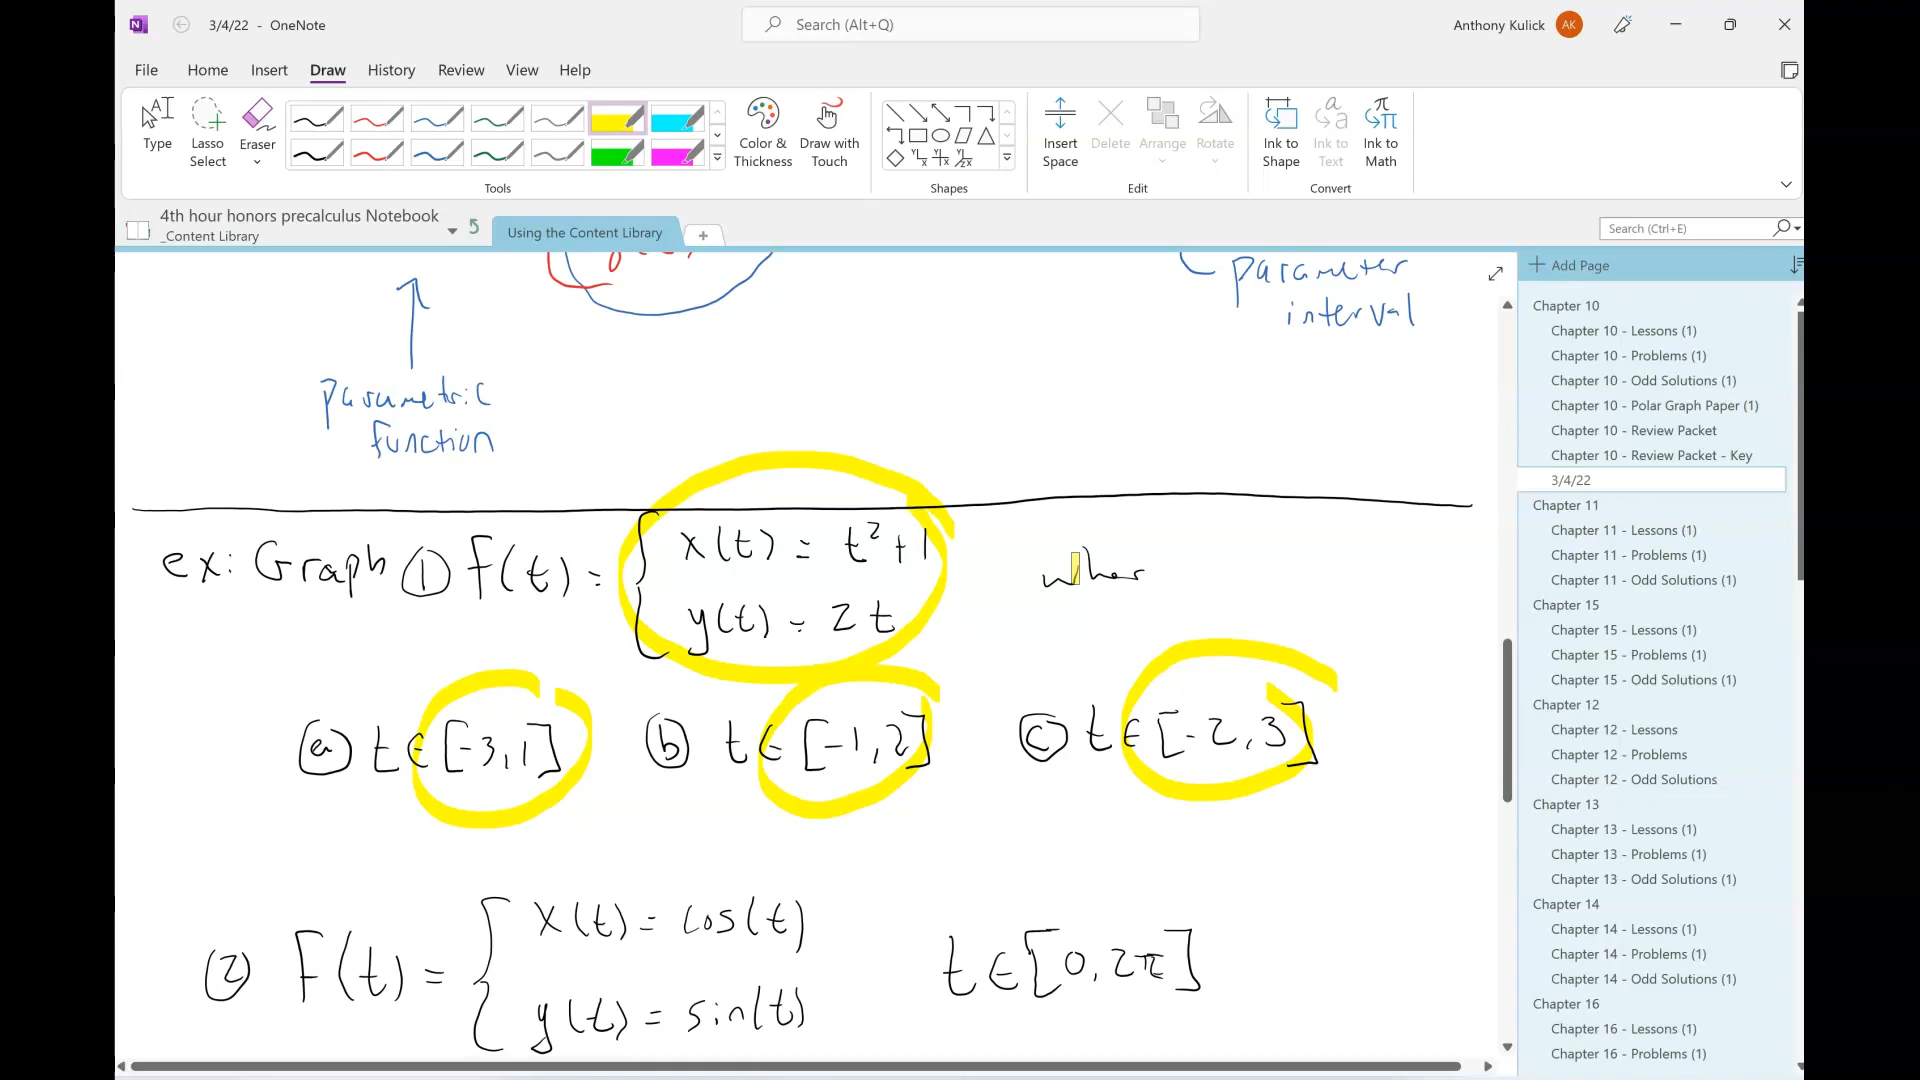 3/4/22 - OneNote
Search (Alt+Q)
Anthony Kulick AK
File Home Insert Draw History Review View Help
Type
Lasso Select
Eraser
Color & Thickness
Draw with Touch
Insert Space
Delete
Arrange
Rotate
Ink to Shape
Ink to Text
Ink to Math
Tools Shapes Edit Convert
4th hour honors precalculus Notebook
_Content Library
Using the Content Library
Search (Ctrl+E)
parameter
interval
parametric
function
ex: Graph ① F(t) = { x(t) = t²+1
y(t) = 2t
wher
ⓐ t∈[-3,1] ⓑ t∈[-1,2] ⓒ t∈[-2,3]
② F(t) = { x(t) = cos(t)
y(t) = sin(t)
t∈[0,2π]
Add Page
Chapter 10
Chapter 10 - Lessons (1)
Chapter 10 - Problems (1)
Chapter 10 - Odd Solutions (1)
Chapter 10 - Polar Graph Paper (1)
Chapter 10 - Review Packet
Chapter 10 - Review Packet - Key
3/4/22
Chapter 11
Chapter 11 - Lessons (1)
Chapter 11 - Problems (1)
Chapter 11 - Odd Solutions (1)
Chapter 15
Chapter 15 - Lessons (1)
Chapter 15 - Problems (1)
Chapter 15 - Odd Solutions (1)
Chapter 12
Chapter 12 - Lessons
Chapter 12 - Problems
Chapter 12 - Odd Solutions
Chapter 13
Chapter 13 - Lessons (1)
Chapter 13 - Problems (1)
Chapter 13 - Odd Solutions (1)
Chapter 14
Chapter 14 - Lessons (1)
Chapter 14 - Problems (1)
Chapter 14 - Odd Solutions (1)
Chapter 16
Chapter 16 - Lessons (1)
Chapter 16 - Problems (1)